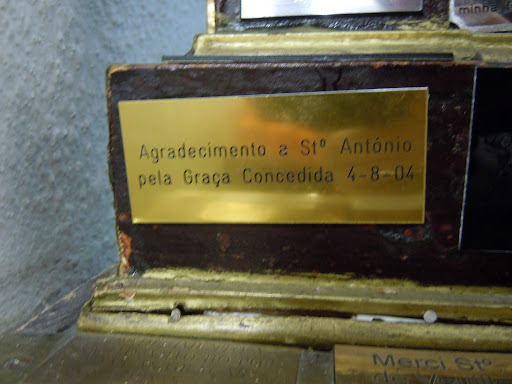 minha
Agradecimento a Stº António
pela Graça Concedida 4-8-04
Merci Stº